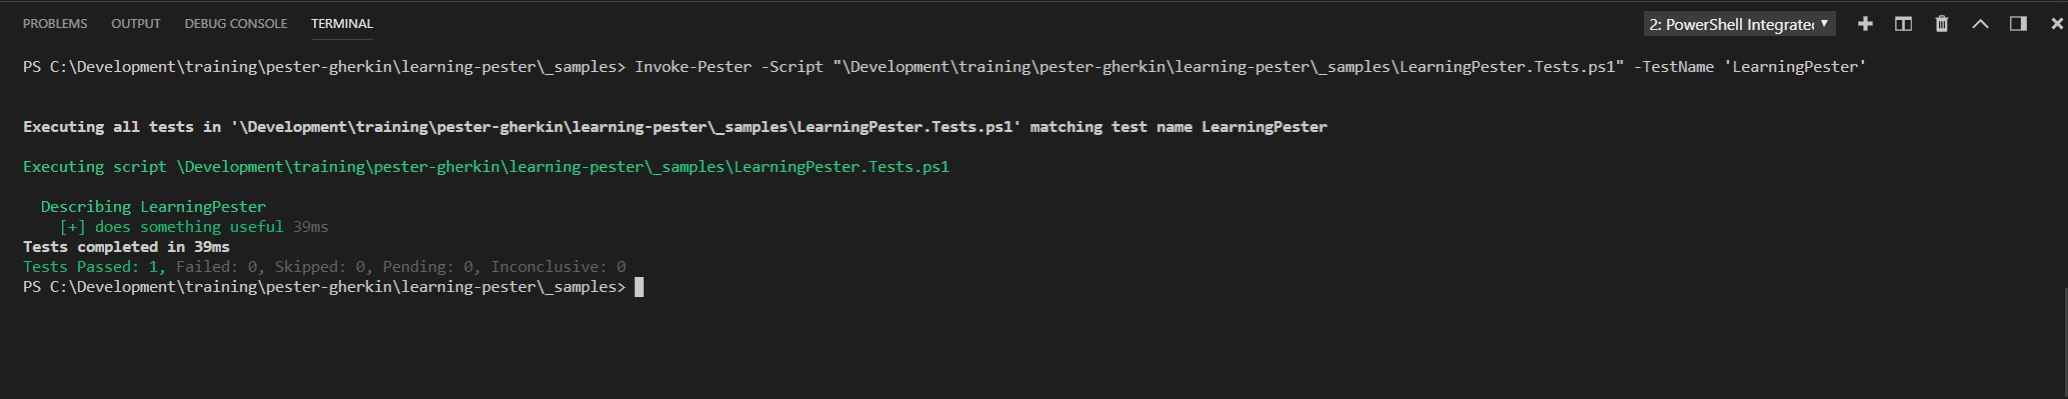 PROBLEMS OUTPUT DEBUG CONSOLE TERMINAL 2: PowerShell Integrated
PS C:\Development\training\pester-gherkin\learning-pester\_samples> Invoke-Pester -Script "\Development\training\pester-gherkin\learning-pester\_samples\LearningPester.Tests.ps1" -TestName 'LearningPester'
Executing all tests in '\Development\training\pester-gherkin\learning-pester\_samples\LearningPester.Tests.ps1' matching test name LearningPester
Executing script \Development\training\pester-gherkin\learning-pester\_samples\LearningPester.Tests.ps1
Describing LearningPester
[+] does something useful 39ms
Tests completed in 39ms
Tests Passed: 1, Failed: 0, Skipped: 0, Pending: 0, Inconclusive: 0
PS C:\Development\training\pester-gherkin\learning-pester\_samples>